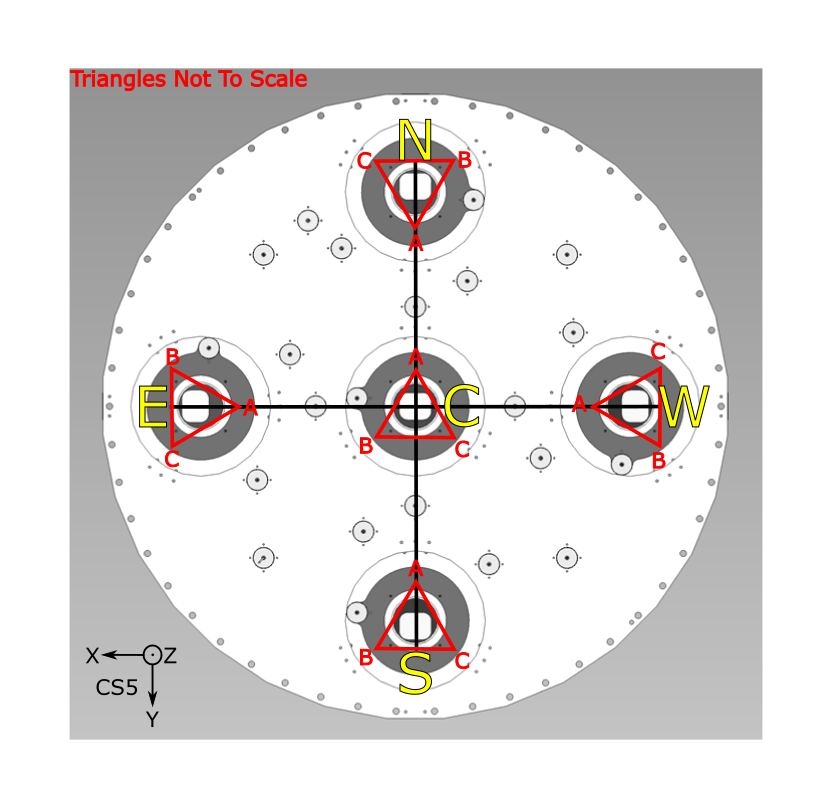 Triangles Not To Scale
N
C B
A
B A C
E A C A W
B C
C B
A
B C
S
X Z
CS5
Y